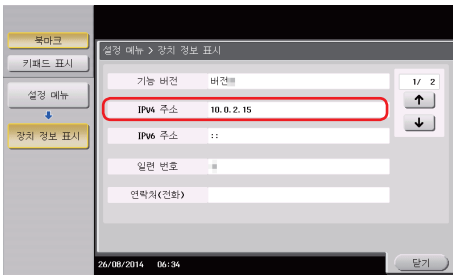 북마크
키패드 표시
설정 메뉴
장치 정보 표시
설정 메뉴 > 장치 정보 표시
기능 버전 버전
IPv4 주소 10.0.2.15
IPv6 주소 ::
일련 번호
연락처(전화)
1/ 2
26/08/2014 06:34
닫기